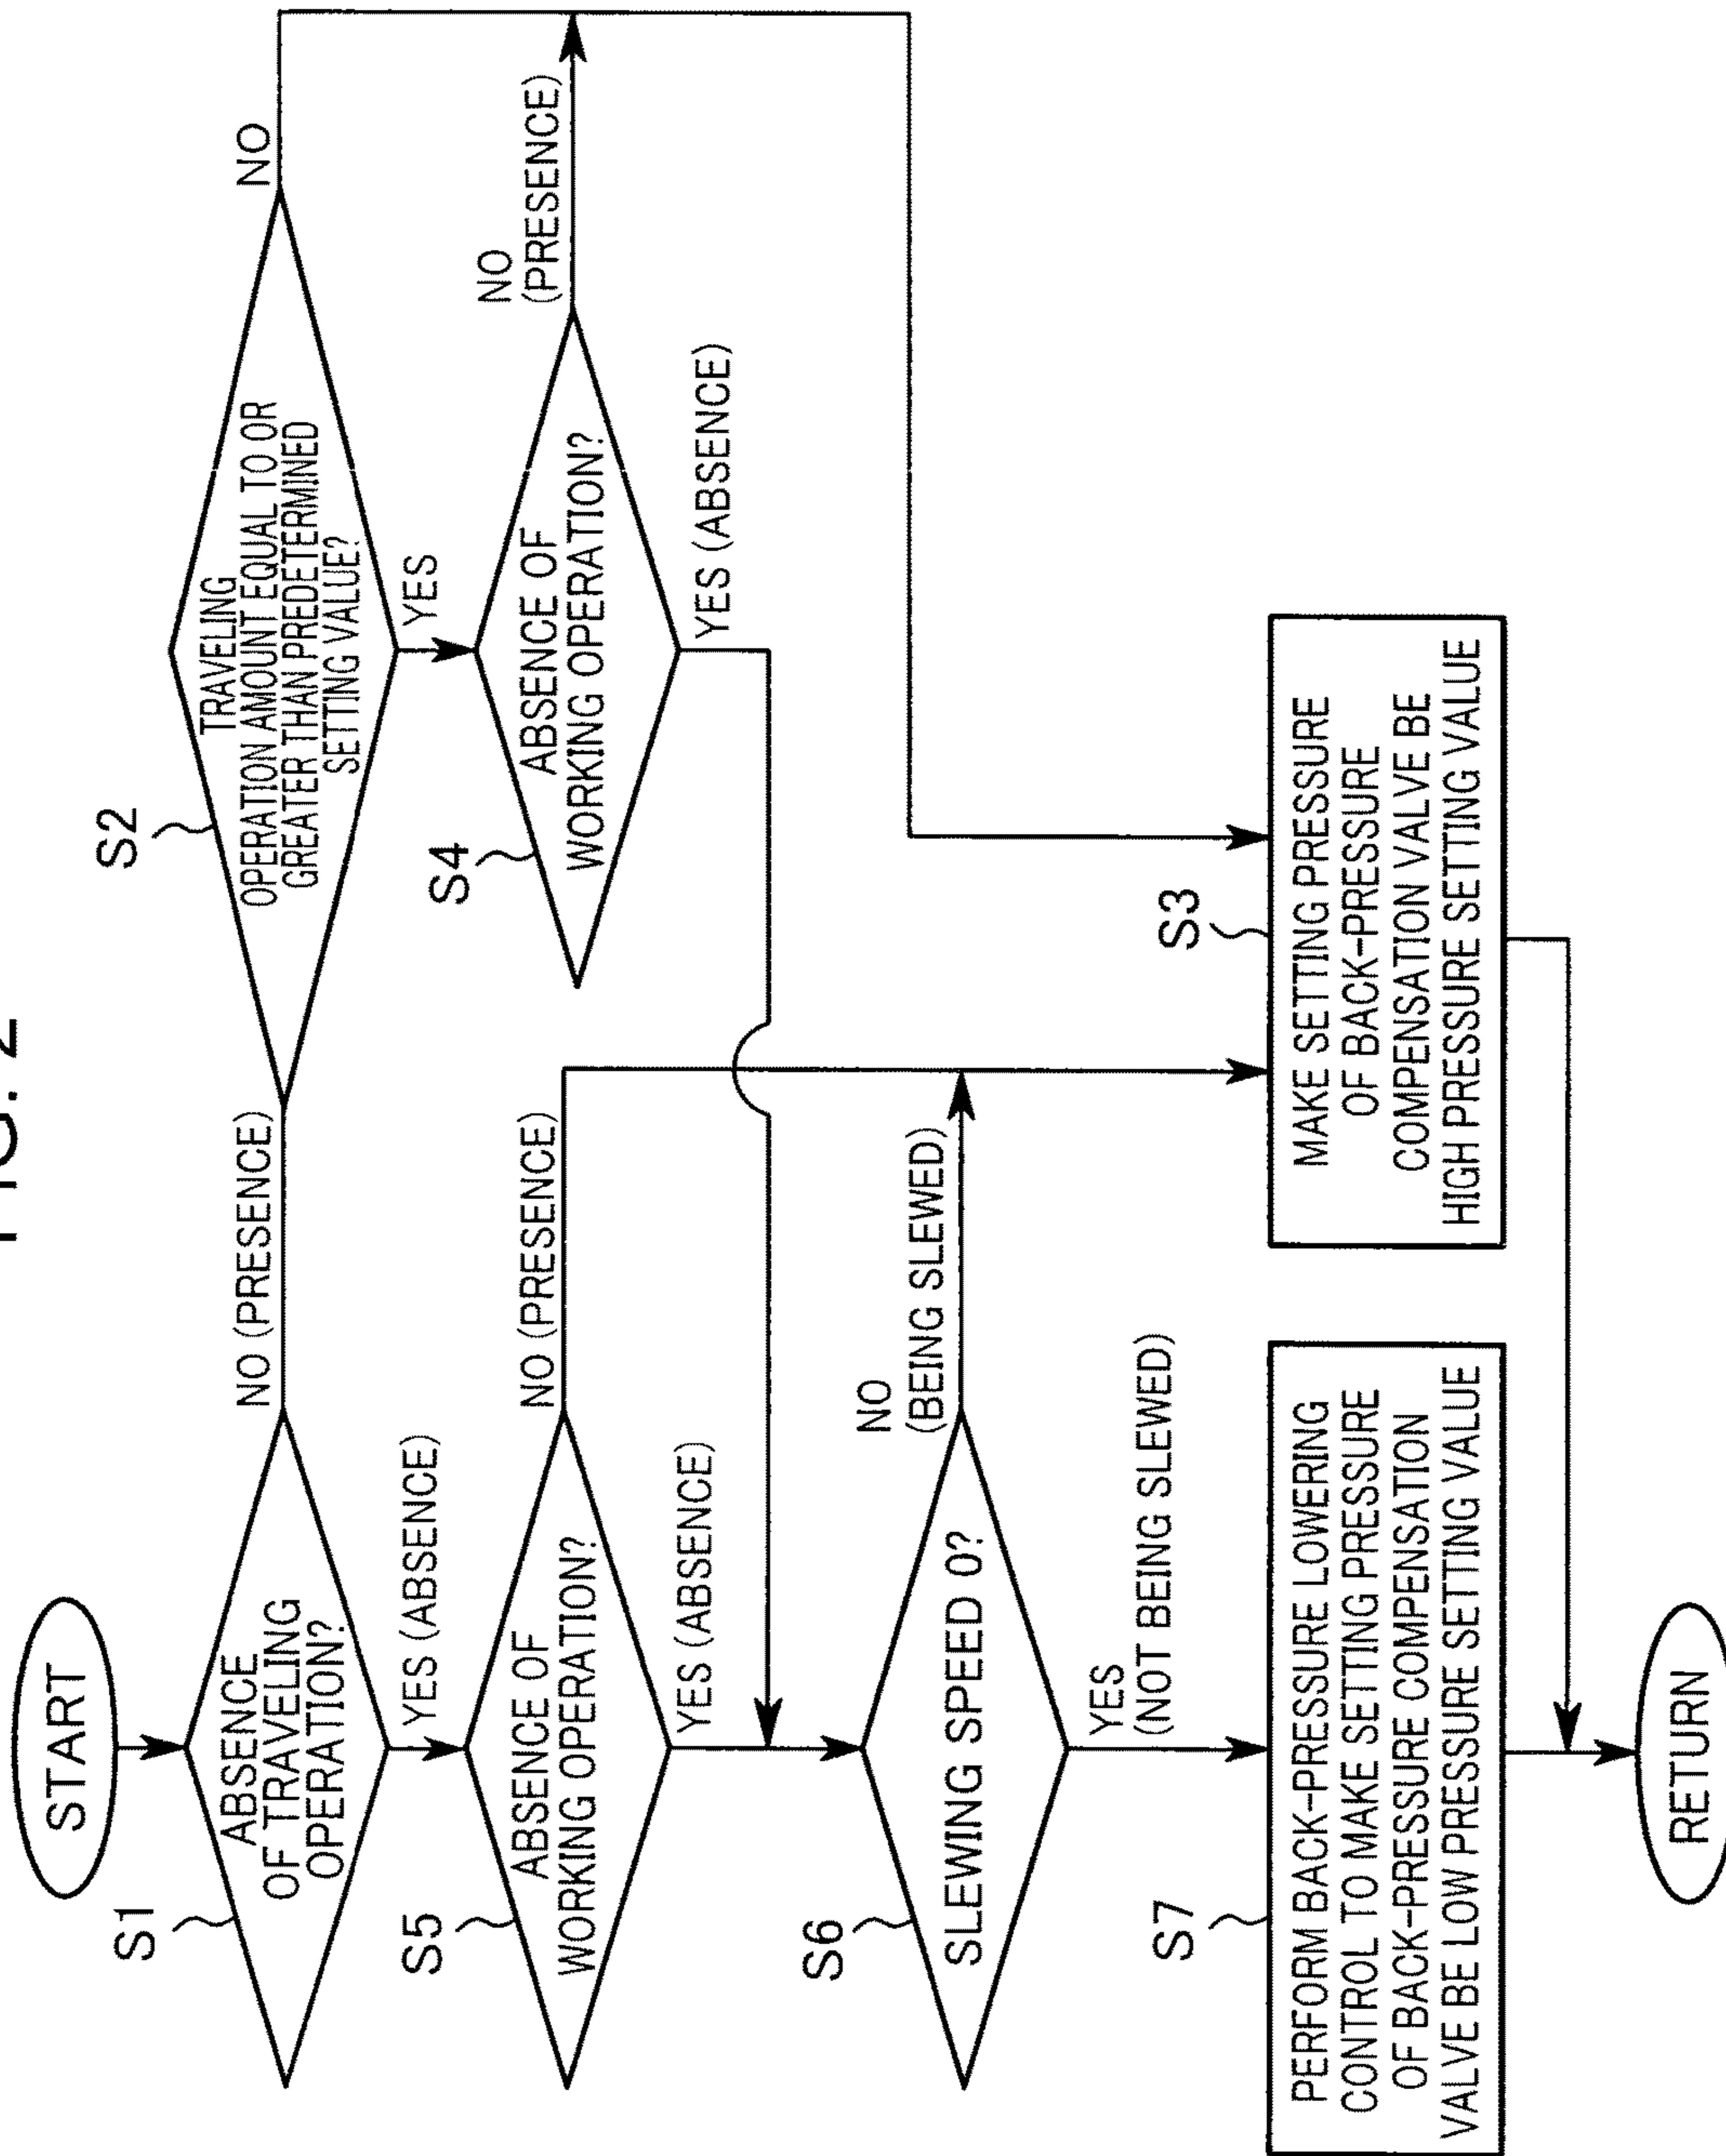 FIG. 2
START
S1
ABSENCE
OF TRAVELING
OPERATION?
NO (PRESENCE)
YES (ABSENCE)
S2
TRAVELING
OPERATION AMOUNT EQUAL TO OR
GREATER THAN PREDETERMINED
SETTING VALUE?
NO
YES
S5
ABSENCE OF
WORKING OPERATION?
NO (PRESENCE)
YES (ABSENCE)
S4
ABSENCE OF
WORKING OPERATION?
NO
(PRESENCE)
YES (ABSENCE)
S6
SLEWING SPEED 0?
NO
(BEING SLEWED)
YES
(NOT BEING SLEWED)
S7
PERFORM BACK-PRESSURE LOWERING
CONTROL TO MAKE SETTING PRESSURE
OF BACK-PRESSURE COMPENSATION
VALVE BE LOW PRESSURE SETTING VALUE
S3
MAKE SETTING PRESSURE
OF BACK-PRESSURE
COMPENSATION VALVE BE
HIGH PRESSURE SETTING VALUE
RETURN